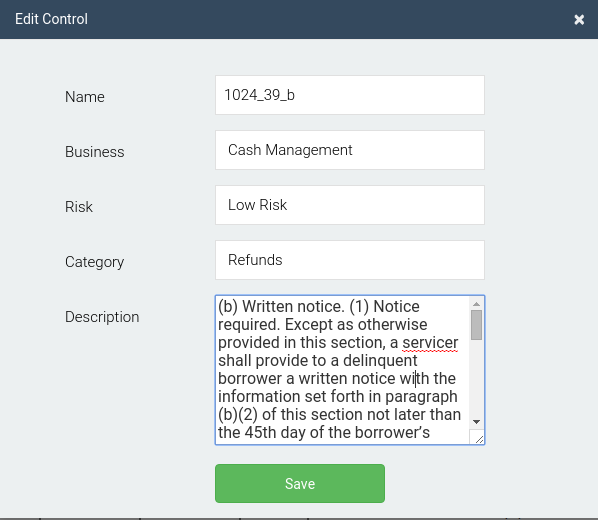 Edit Control ×
Name 1024_39_b
Business Cash Management
Risk Low Risk
Category Refunds
Description
(b) Written notice. (1) Notice
required. Except as otherwise
provided in this section, a servicer
shall provide to a delinquent
borrower a written notice with the
information set forth in paragraph
(b)(2) of this section not later than
the 45th day of the borrower’s
Save